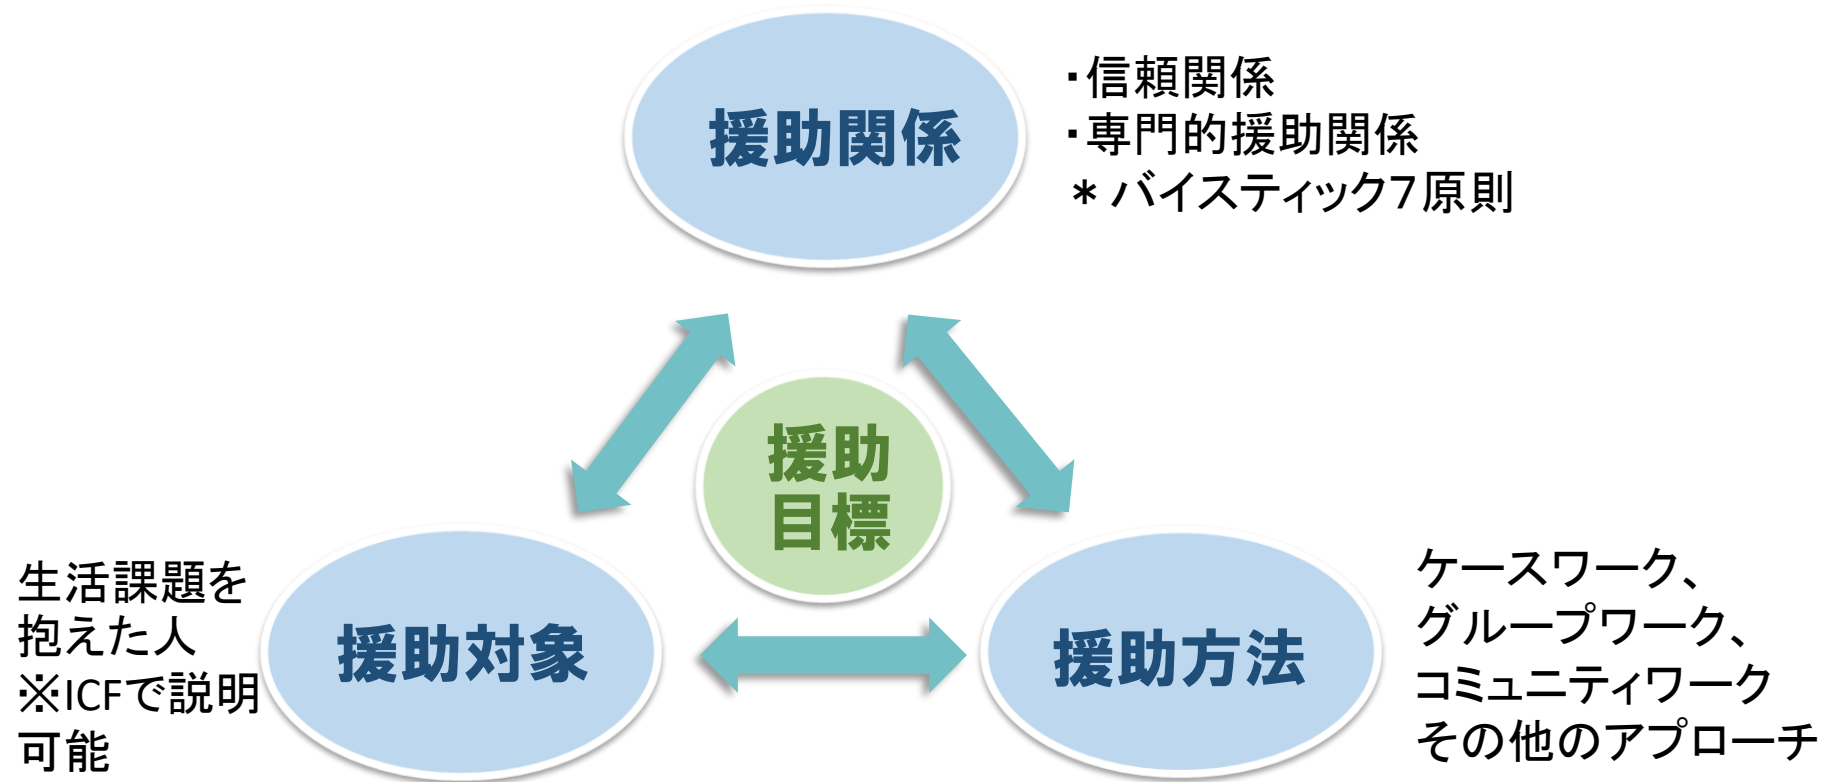 援助関係
・信頼関係
・専門的援助関係
＊バイスティック7原則
援助
目標
生活課題を
抱えた人
※ICFで説明
可能
援助対象
援助方法
ケースワーク、
グループワーク、
コミュニティワーク
その他のアプローチ